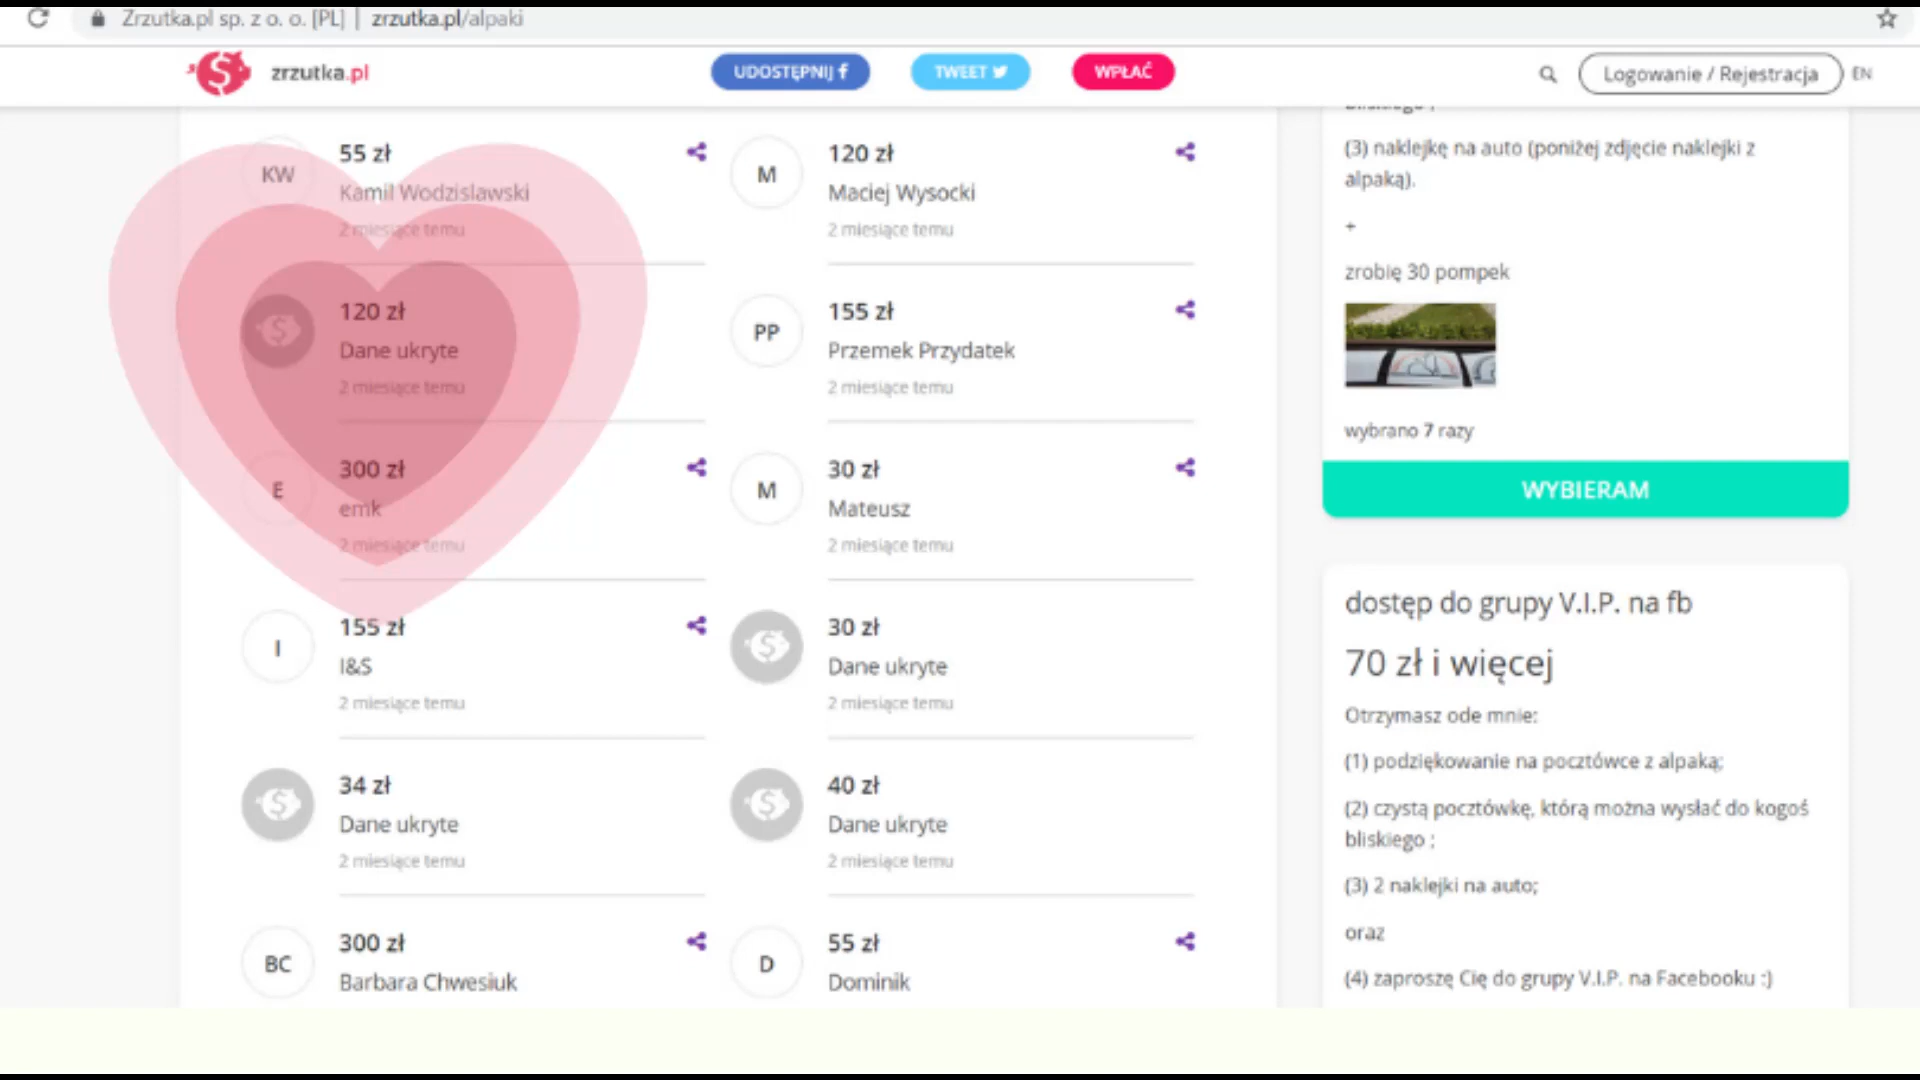 Zrzutka.pl sp. z o. o. [PL] | zrzutka.pl/alpaki
zrzutka.pl
UDOSTĘPNIJ
TWEET
WPŁAĆ
Logowanie / Rejestracja
EN
KW
55 zł
Kamil Wodzislawski
2 miesiące temu
M
120 zł
Maciej Wysocki
2 miesiące temu
120 zł
Dane ukryte
2 miesiące temu
PP
155 zł
Przemek Przydatek
2 miesiące temu
E
300 zł
emk
2 miesiące temu
M
30 zł
Mateusz
2 miesiące temu
I
155 zł
I&S
2 miesiące temu
30 zł
Dane ukryte
2 miesiące temu
34 zł
Dane ukryte
2 miesiące temu
40 zł
Dane ukryte
2 miesiące temu
BC
300 zł
Barbara Chwesiuk
D
55 zł
Dominik
(3) naklejkę na auto (poniżej zdjęcie naklejki z
alpaką).
+
zrobię 30 pompek
wybrano 7 razy
WYBIERAM
dostęp do grupy V.I.P. na fb
70 zł i więcej
Otrzymasz ode mnie:
(1) podziękowanie na pocztówce z alpaką;
(2) czystą pocztówkę, którą można wysłać do kogoś
bliskiego ;
(3) 2 naklejki na auto;
oraz
(4) zaproszę Cię do grupy V.I.P. na Facebooku :)